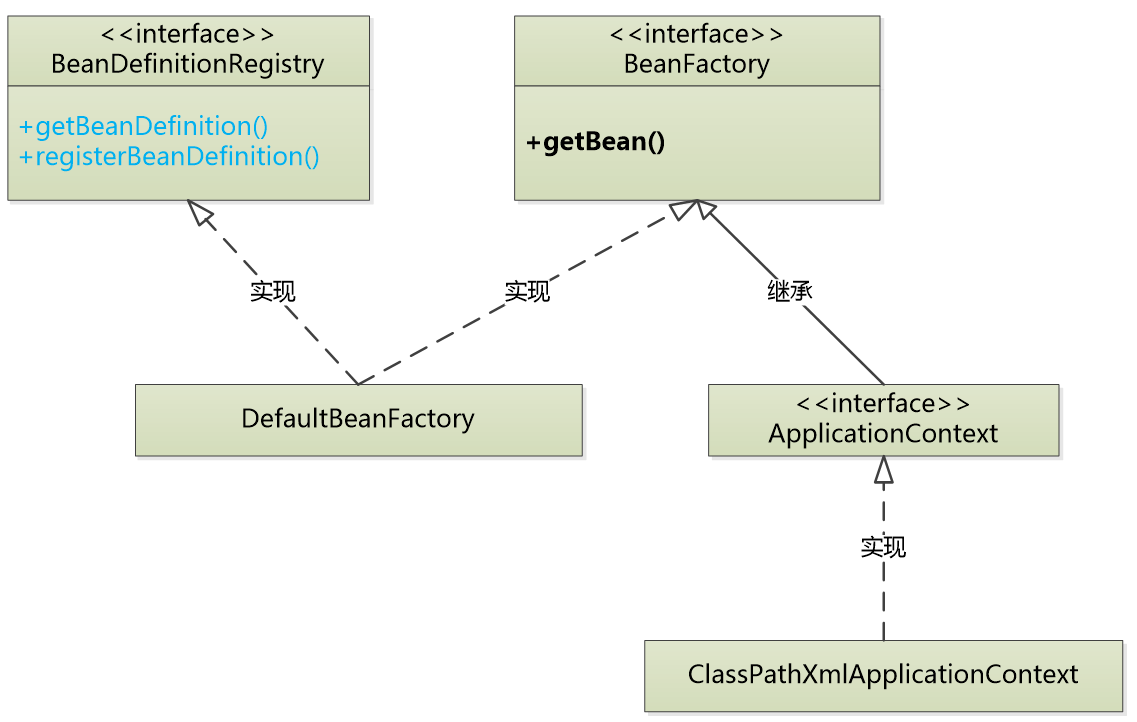 <<interface>>
BeanDefinitionRegistry
+getBeanDefinition()
+registerBeanDefinition()
<<interface>>
BeanFactory
+getBean()
实现
实现
继承
DefaultBeanFactory
<<interface>>
ApplicationContext
实现
ClassPathXmlApplicationContext